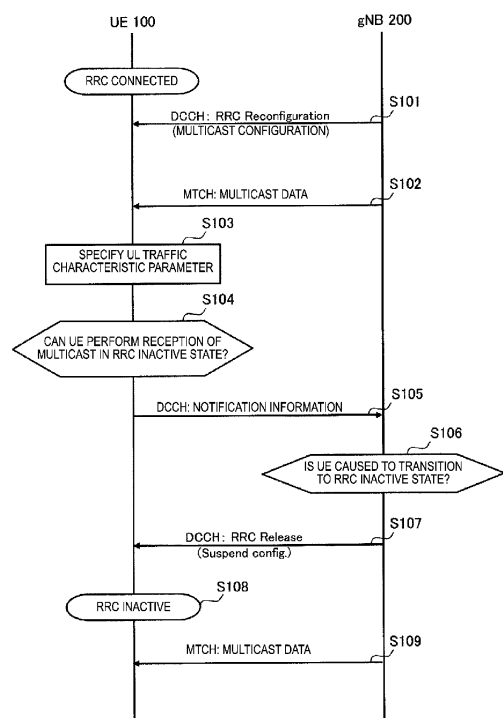 UE 100
gNB 200
RRC CONNECTED
S101
DCCH: RRC Reconfiguration
(MULTICAST CONFIGURATION)
S102
MTCH: MULTICAST DATA
S103
SPECIFY UL TRAFFIC
CHARACTERISTIC PARAMETER
S104
CAN UE PERFORM RECEPTION OF
MULTICAST IN RRC INACTIVE STATE?
S105
DCCH: NOTIFICATION INFORMATION
S106
IS UE CAUSED TO TRANSITION
TO RRC INACTIVE STATE?
S107
DCCH: RRC Release
(Suspend config.)
S108
RRC INACTIVE
S109
MTCH: MULTICAST DATA